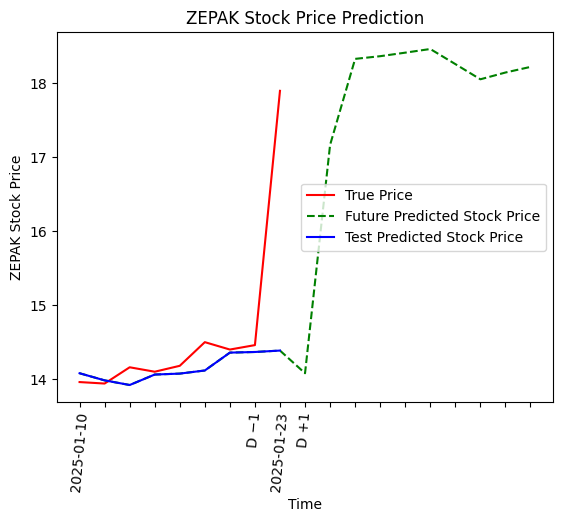 ZEPAK Stock Price Prediction
ZEPAK Stock Price
18
17
16
15
14
True Price
Future Predicted Stock Price
Test Predicted Stock Price
2025-01-10
D −1
2025-01-23
D +1
Time